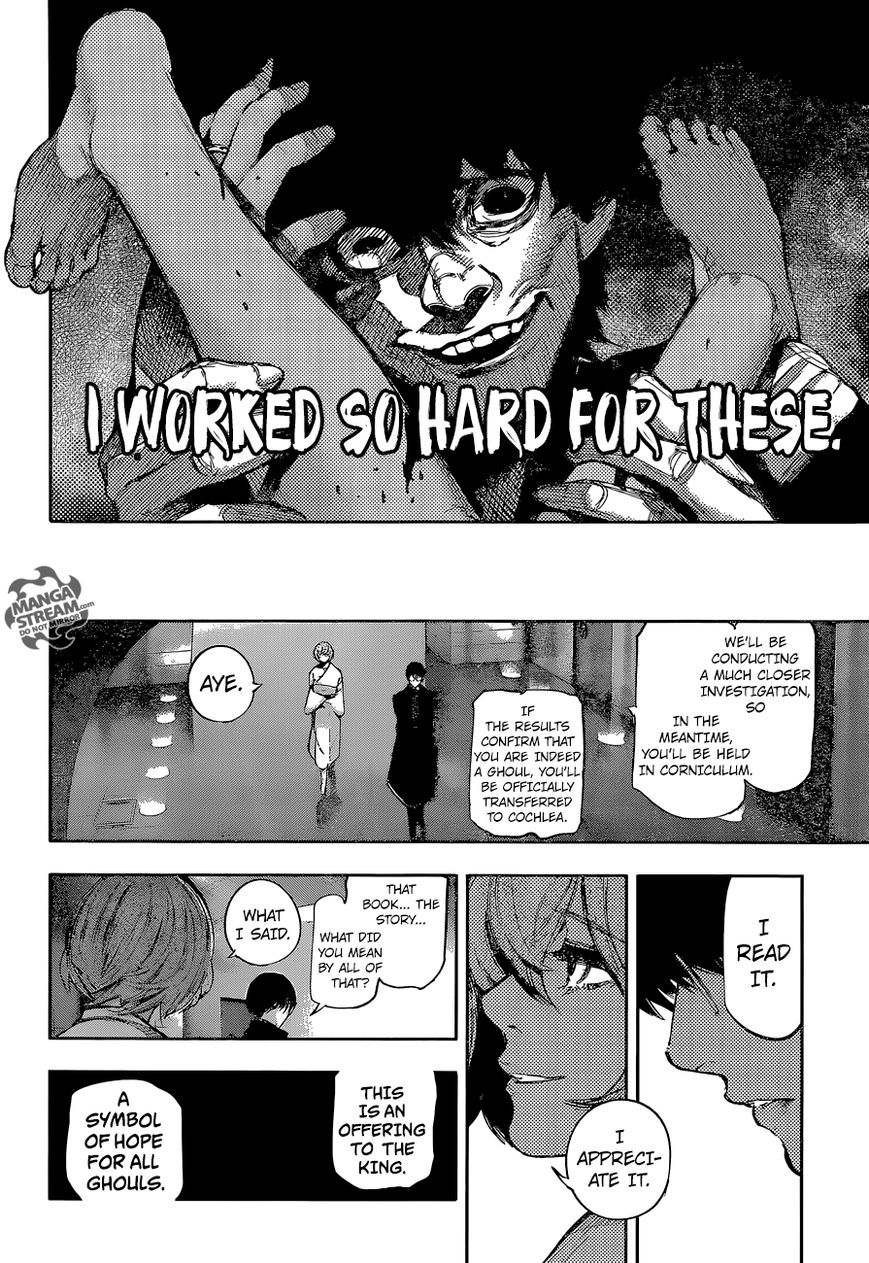 I WORKED SO HARD FOR THESE.
MANGA
STREAM.com
DO NOT MIRROR
WE'LL BE
CONDUCTING
A MUCH CLOSER
INVESTIGATION,
SO
IN THE
MEANTIME,
YOU'LL BE HELD
IN CORNICULUM.
IF
THE RESULTS
CONFIRM THAT
YOU ARE INDEED
A GHOUL, YOU'LL
BE OFFICIALLY
TRANSFERRED
TO COCHLEA.
AYE.
I
READ
IT.
I
APPRECI-
ATE IT.
THAT
BOOK... THE
STORY...
WHAT DID
YOU MEAN
BY ALL OF
THAT?
WHAT
I SAID.
THIS
IS AN
OFFERING
TO THE
KING.
A
SYMBOL
OF HOPE
FOR ALL
GHOULS.